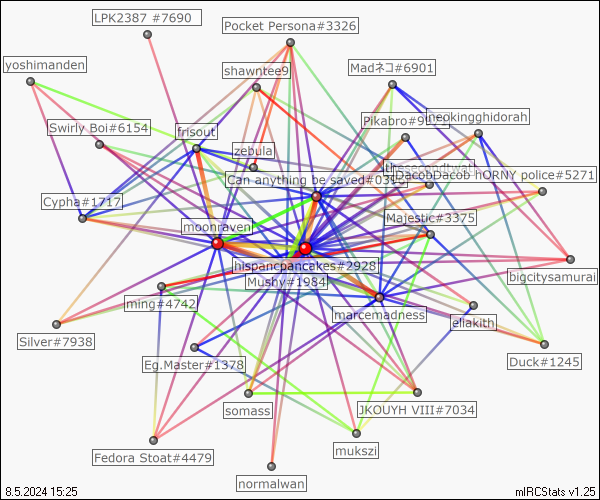 LPK2387 #7690
Pocket Persona#3326
yoshimanden
shawntee9
Madネコ#6901
Swirly Boi#6154
frisout
neokingghidorah
zebula
Can anything be saved#0398
DacobDacob hORNY police#5271
Cypha#1717
moonraven
Majestic#3375
hispancpancakes#2928
Mushy#1984
bigcitysamurai
ming#4742
marcemadness
eliakith
Silver#7938
Eg.Master#1378
Duck#1245
somass
JKOUYH VIII#7034
mukszi
Fedora Stoat#4479
normalwan
8.5.2024 15:25
mIRCStats v1.25